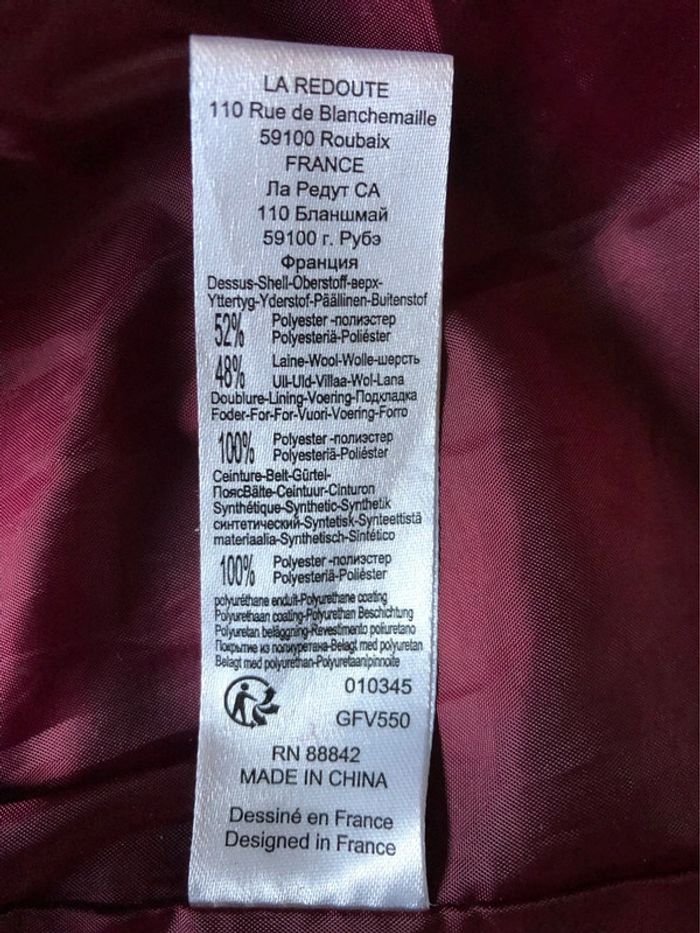 LA REDOUTE
110 Rue de Blanchemaille
59100 Roubaix
FRANCE
Ла Редут СА
110 Бланшмай
59100 г. Рубэ
Франция
Dessus-Shell-Oberstoff-верх-
Yttertyg-Yderstof-Päällinen-Buitenstof
52% Polyester -полиэстер
Polyesteriä-Poliéster
48% Laine-Wool-Wolle-шерсть
Ull-Uld-Villaa-Wol-Lana
Doublure-Lining-Voering-Подкладка
Foder-For-For-Vuori-Voering-Forro
100% Polyester -полиэстер
Polyesteriä-Poliéster
Ceinture-Belt-Gürtel-
ПоясBälte-Ceintuur-Cinturon
Synthétique-Synthetic-Synthetik
синтетический-Syntetisk-Synteettistä
materiaalia-Synthetisch-Sintético
100% Polyester -полиэстер
Polyesteriä-Poliéster
polyuréthane enduit-Polyurethane coating
Polyurethaan coating-Polyurethan Beschichtung
Polyuretan beläggning-Revestimento poliuretano
Покрытие из полиуретана-Belagt med polyuretan
Belagt med polyurethan-Polyuretaanipinnoite
010345
GFV550
RN 88842
MADE IN CHINA
Dessiné en France
Designed in France